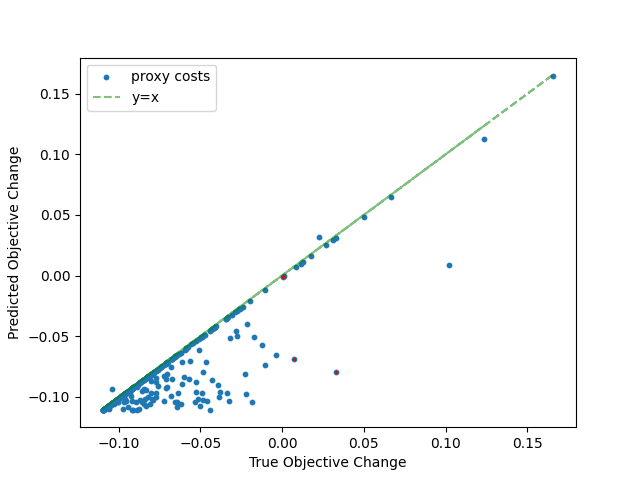 proxy costs
y=x
Predicted Objective Change
0.15
0.10
0.05
0.00
−0.05
−0.10
−0.10 −0.05 0.00 0.05 0.10 0.15
True Objective Change